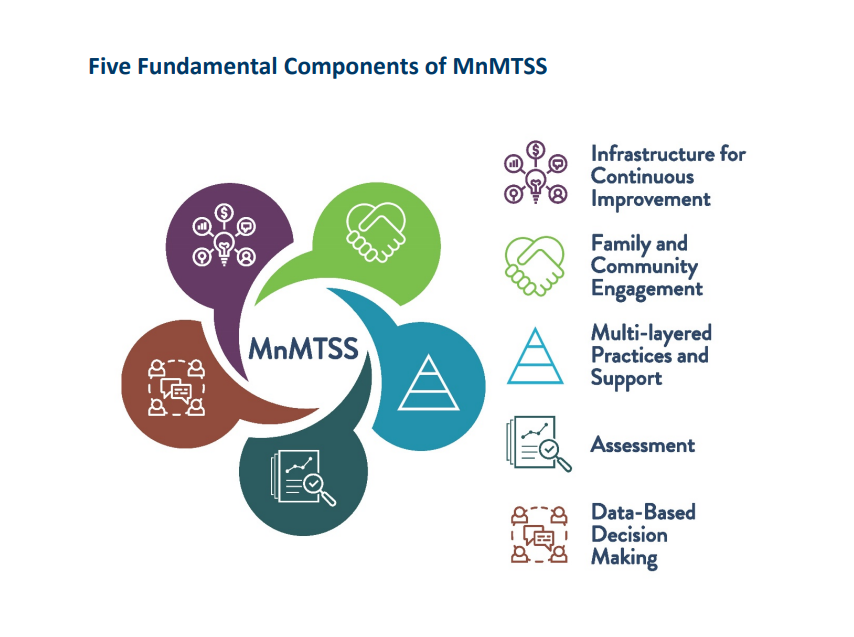 Five Fundamental Components of MnMTSS
MnMTSS
Infrastructure for
Continuous
Improvement
Family and
Community
Engagement
Multi-layered
Practices and
Support
Assessment
Data-Based
Decision
Making